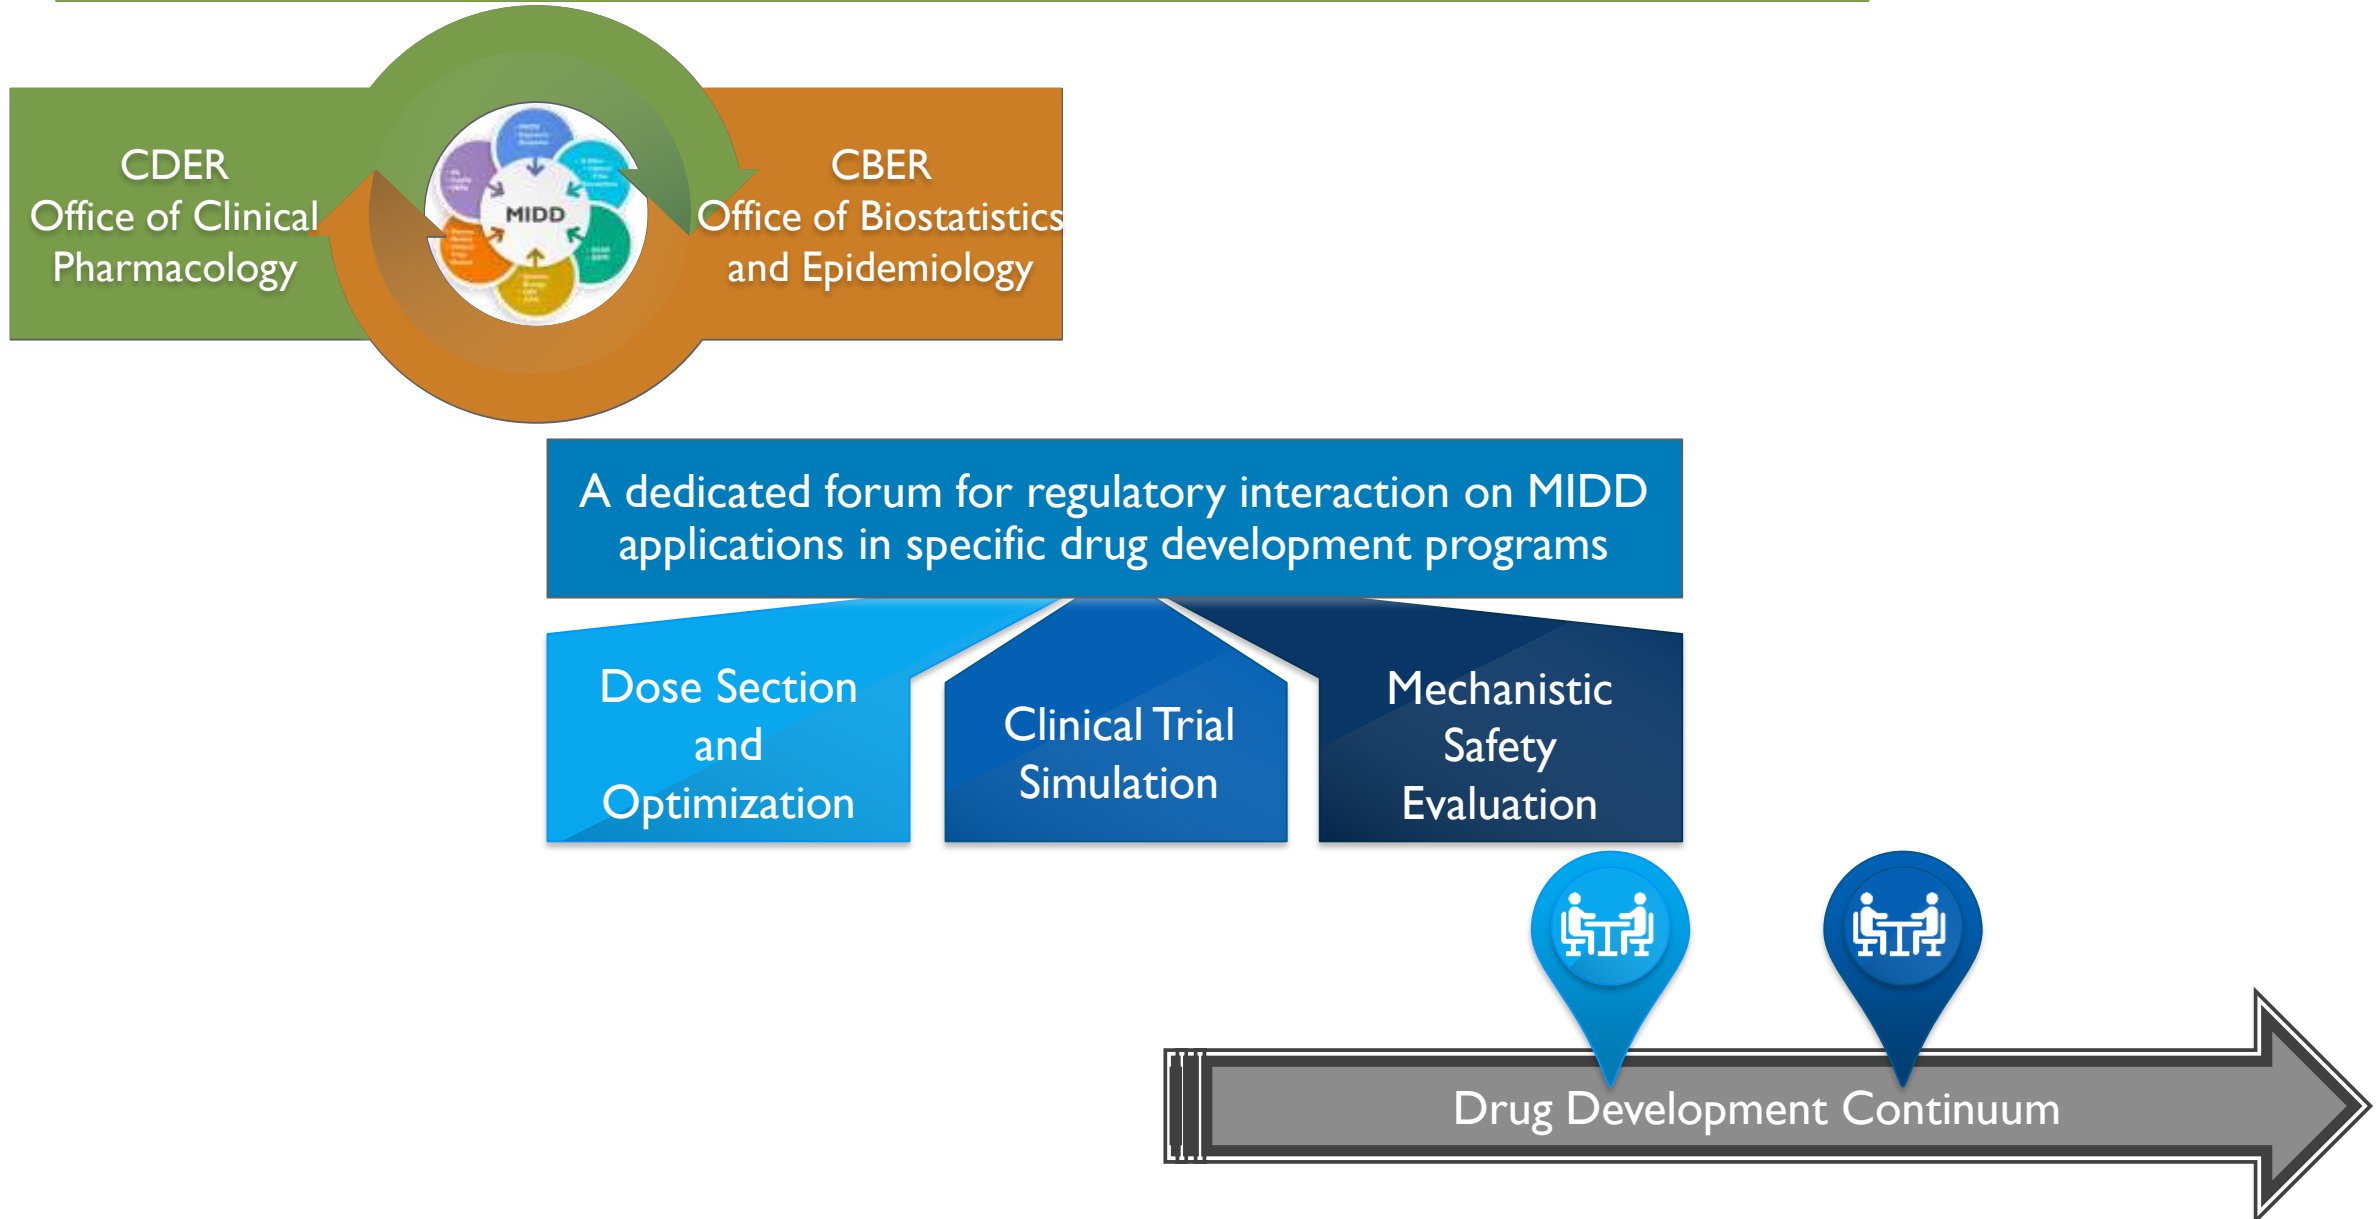 CDER
Office of Clinical
Pharmacology
MIDD
CBER
Office of Biostatistics
and Epidemiology
A dedicated forum for regulatory interaction on MIDD
applications in specific drug development programs
Dose Section
and
Optimization
Clinical Trial
Simulation
Mechanistic
Safety
Evaluation
Drug Development Continuum